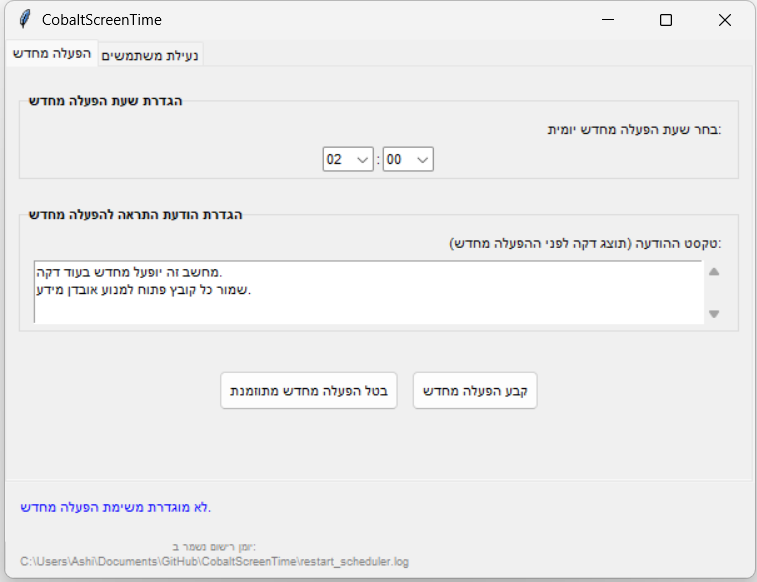 CobaltScreenTime
הפעלה מחדש
נעילת משתמשים
הגדרת שעת הפעלה מחדש
בחר שעת הפעלה מחדש יומית:
02 : 00
הגדרת הודעת התראה להפעלה מחדש
טקסט ההודעה (תוצג דקה לפני ההפעלה מחדש):
מחשב זה יופעל מחדש בעוד דקה.
שמור כל קובץ פתוח למנוע אובדן מידע.
בטל הפעלה מחדש מתוזמנת
קבע הפעלה מחדש
לא מוגדרת משימת הפעלה מחדש.
יומן רישום נשמר ב:
C:\Users\Ashi\Documents\GitHub\CobaltScreenTime\restart_scheduler.log